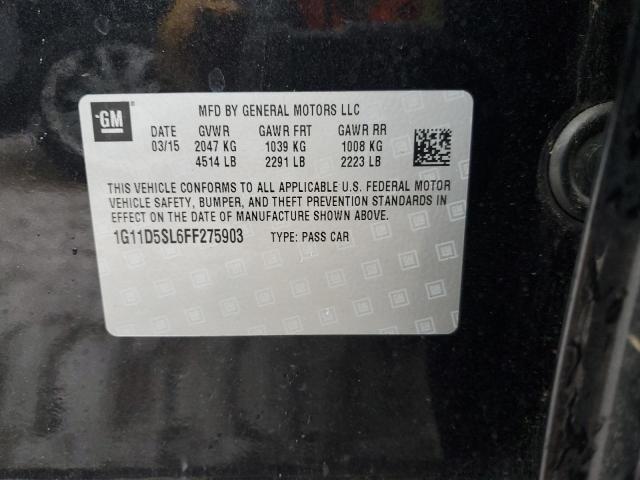 GM
MFD BY GENERAL MOTORS LLC
DATE GVWR GAWR FRT GAWR RR
03/15 2047 KG 1039 KG 1008 KG
4514 LB 2291 LB 2223 LB
THIS VEHICLE CONFORMS TO ALL APPLICABLE U.S. FEDERAL MOTOR
VEHICLE SAFETY, BUMPER, AND THEFT PREVENTION STANDARDS IN
EFFECT ON THE DATE OF MANUFACTURE SHOWN ABOVE.
1G11D5SL6FF275903 TYPE: PASS CAR